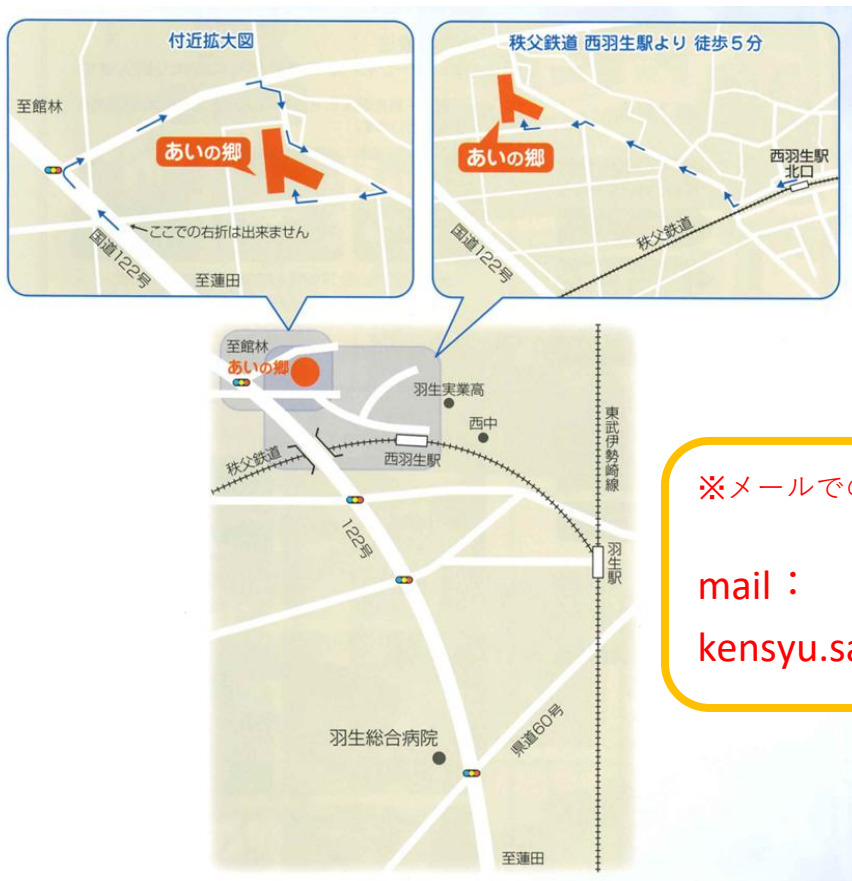 付近拡大図
至館林
あいの郷
ここでの右折は出来ません
国道122号
至蓮田
秩父鉄道 西羽生駅より 徒歩5分
あいの郷
西羽生駅
北口
秩父鉄道
国道122号
至館林
あいの郷
羽生実業高
西中
東武伊勢崎線
秩父鉄道
西羽生駅
122号
羽生駅
県道60号
羽生総合病院
至蓮田
※メールでの
mail：
kensyu.sa